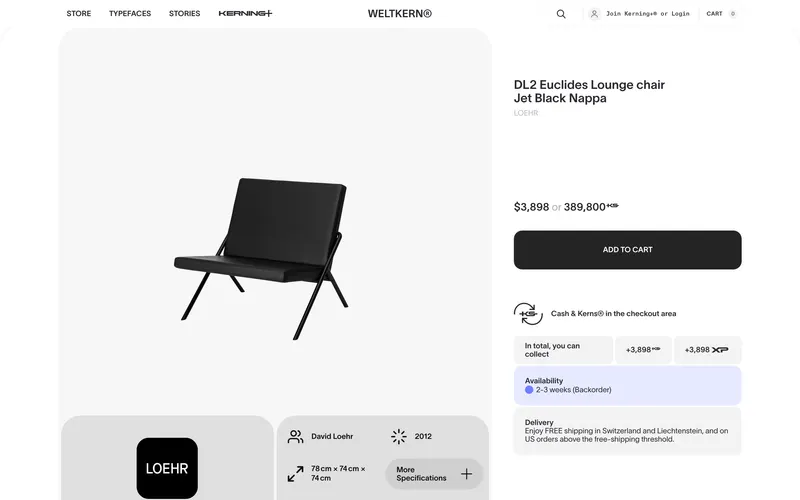 STORE
TYPEFACES
STORIES
KERNING+
WELTKERN®
Join Kerning+® or Login
CART
0
DL2 Euclides Lounge chair
Jet Black Nappa
LOEHR
$3,898 or 389,800+K$
ADD TO CART
+K$
Cash & Kerns® in the checkout area
In total, you can
collect
+3,898
+3,898 XP
Availability
2-3 weeks (Backorder)
Delivery
Enjoy FREE shipping in Switzerland and Liechtenstein, and on
US orders above the free-shipping threshold.
LOEHR
David Loehr
2012
78 cm × 74 cm ×
74 cm
More
Specifications